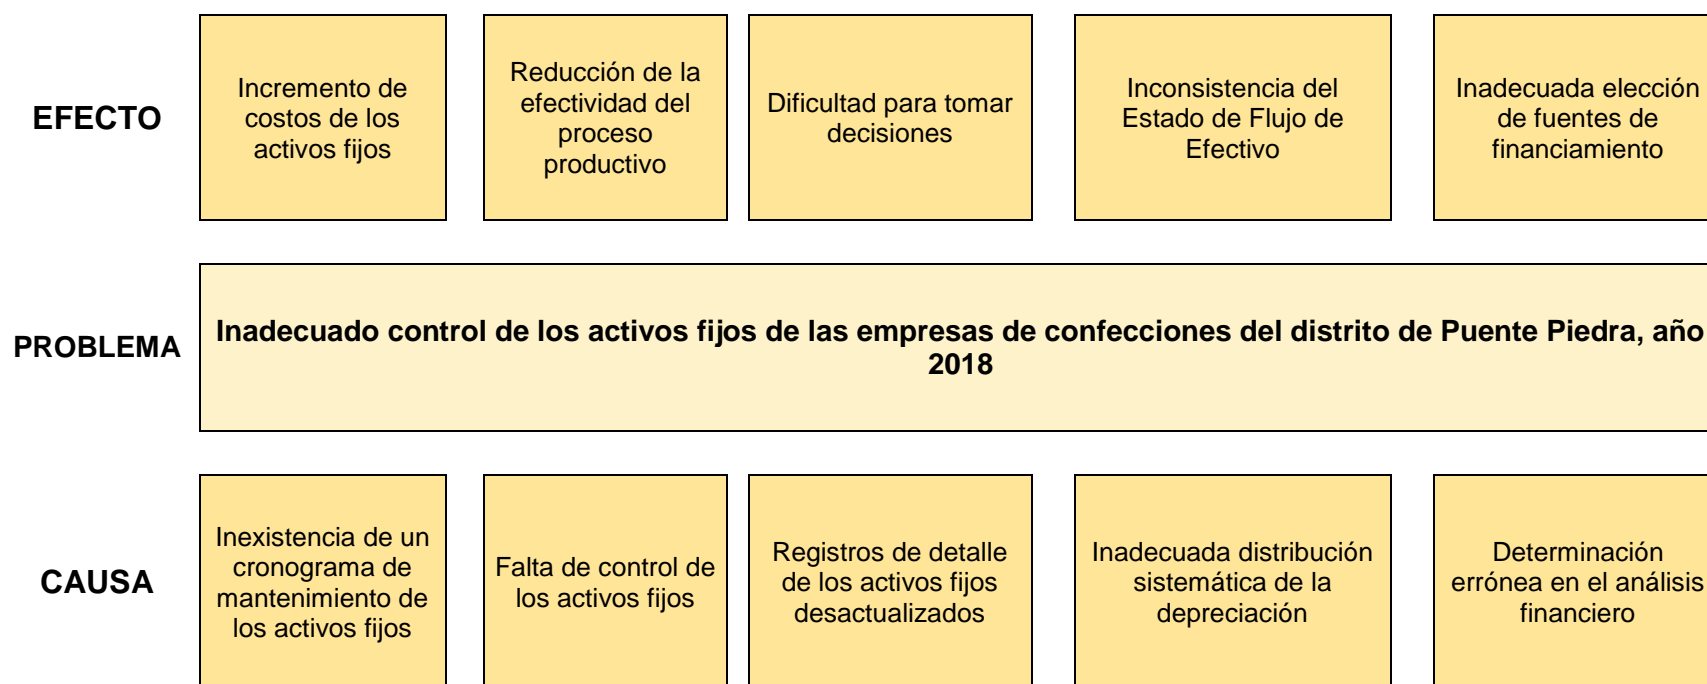 EFECTO
Incremento de
costos de los
activos fijos
Reducción de la
efectividad del
proceso
productivo
Dificultad para tomar
decisiones
Inconsistencia del
Estado de Flujo de
Efectivo
Inadecuada elección
de fuentes de
financiamiento
PROBLEMA
Inadecuado control de los activos fijos de las empresas de confecciones del distrito de Puente Piedra, año
2018
CAUSA
Inexistencia de un
cronograma de
mantenimiento de
los activos fijos
Falta de control de
los activos fijos
Registros de detalle
de los activos fijos
desactualizados
Inadecuada distribución
sistemática de la
depreciación
Determinación
errónea en el análisis
financiero